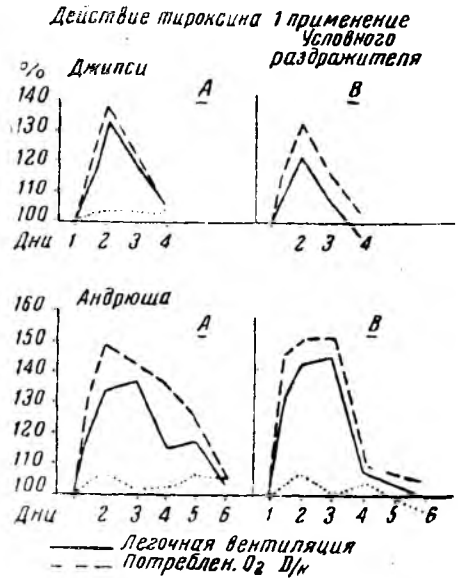 Действие тироксина 1 применение
Условного
раздражителя
%
Джипси
А
В
140
130
120
110
100
Дни 1 2 3 4
2 3 4
Андрюша
А
В
160
150
140
130
120
110
100
Дни 2 3 4 5 6
1 2 3 4 5 6
Легочная вентиляция
Потреблен. О₂ D/к